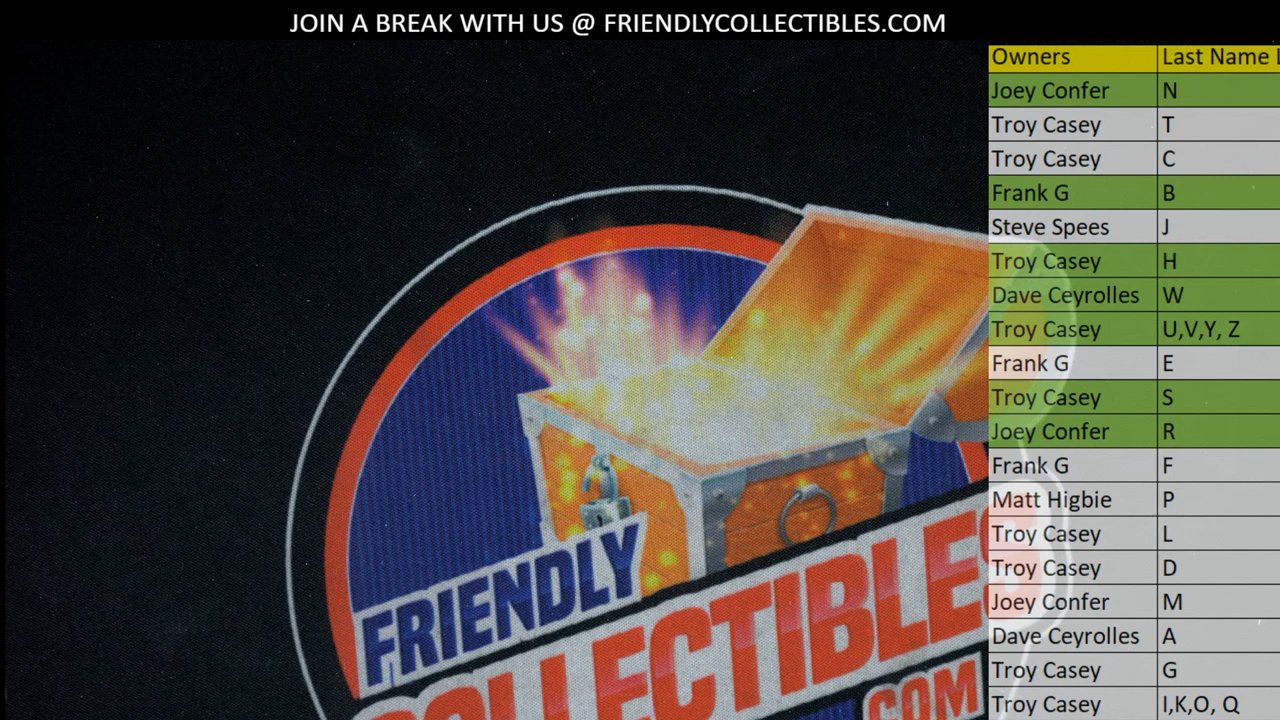 JOIN A BREAK WITH US @ FRIENDLYCOLLECTIBLES.COM
Owners Last Name L
Joey Confer N
Troy Casey T
Troy Casey C
Frank G B
Steve Spees J
Troy Casey H
Dave Ceyrolles W
Troy Casey U,V,Y, Z
Frank G E
Troy Casey S
Joey Confer R
Frank G F
Matt Higbie P
Troy Casey L
Troy Casey D
Joey Confer M
Dave Ceyrolles A
Troy Casey G
Troy Casey I,K,O, Q
FRIENDLY
COLLECTIBLES
.COM